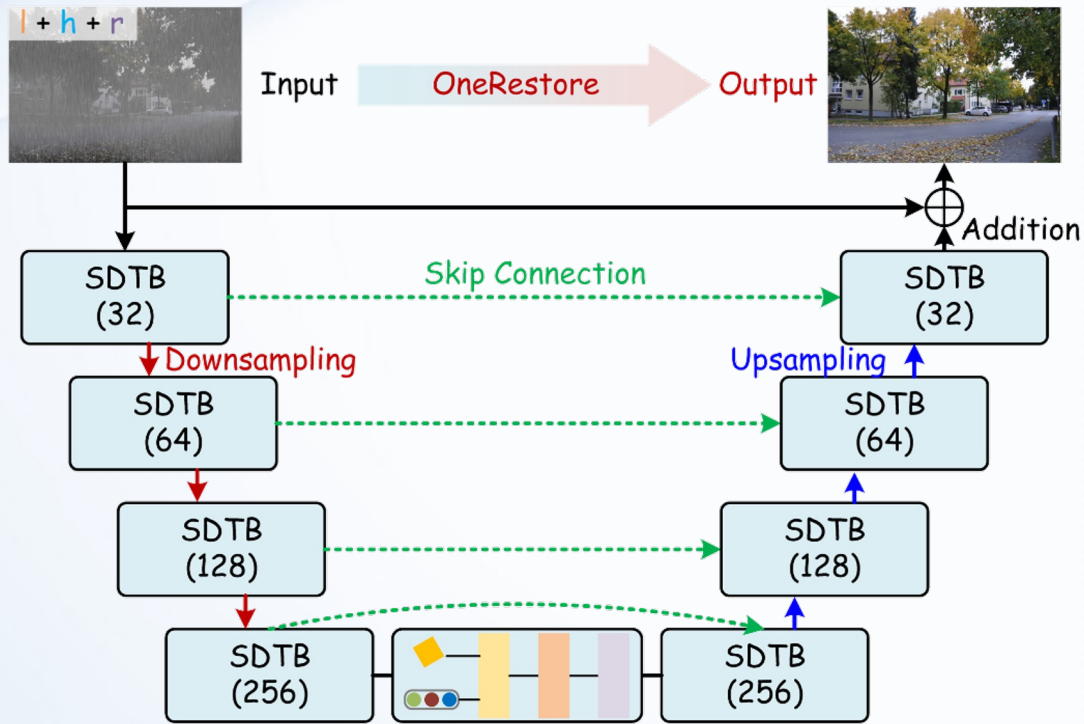 l + h + r
Input
OneRestore
Output
Addition
SDTB
(32)
Skip Connection
SDTB
(32)
Downsampling
Upsampling
SDTB
(64)
SDTB
(64)
SDTB
(128)
SDTB
(128)
SDTB
(256)
SDTB
(256)